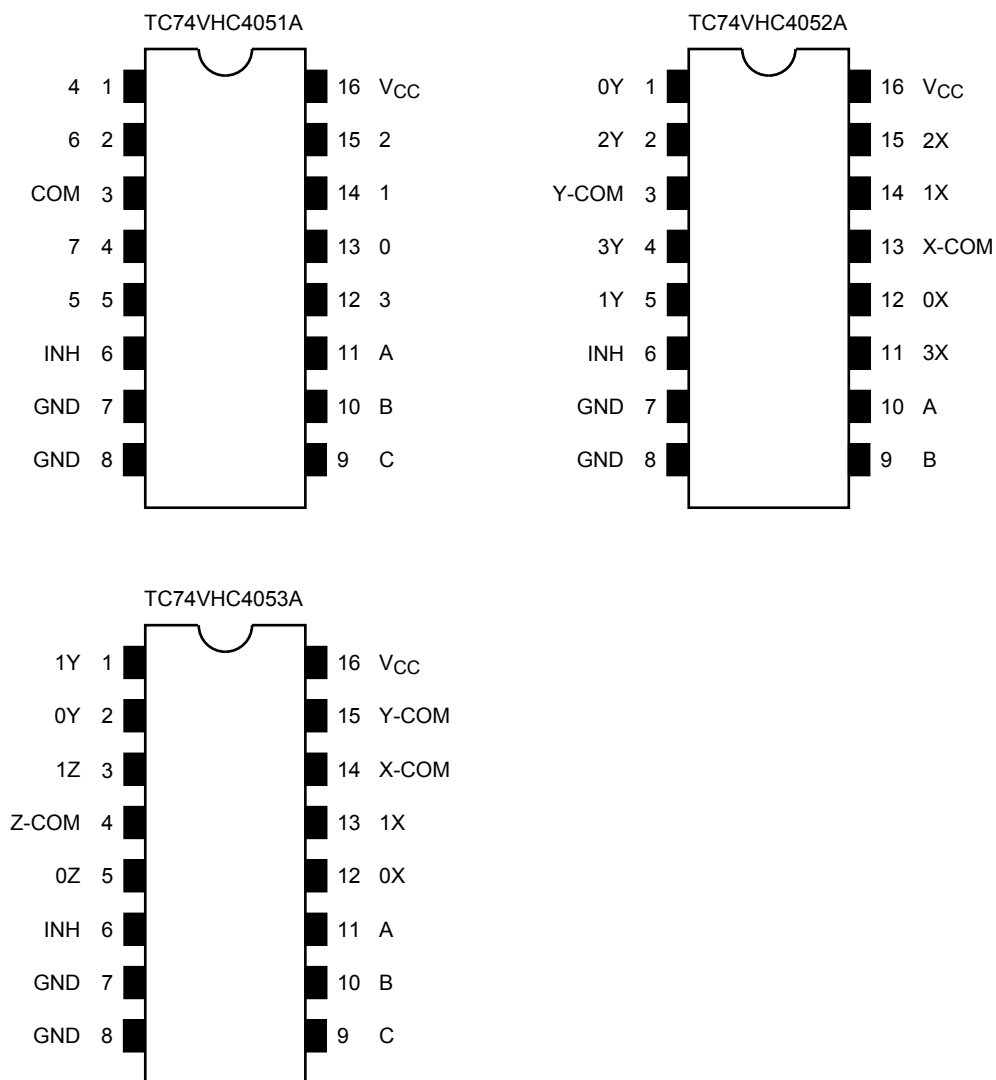 TC74VHC4051A
4 1 16 VCC
6 2 15 2
COM 3 14 1
7 4 13 0
5 5 12 3
INH 6 11 A
GND 7 10 B
GND 8 9 C
TC74VHC4052A
0Y 1 16 VCC
2Y 2 15 2X
Y-COM 3 14 1X
3Y 4 13 X-COM
1Y 5 12 0X
INH 6 11 3X
GND 7 10 A
GND 8 9 B
TC74VHC4053A
1Y 1 16 VCC
0Y 2 15 Y-COM
1Z 3 14 X-COM
Z-COM 4 13 1X
0Z 5 12 0X
INH 6 11 A
GND 7 10 B
GND 8 9 C